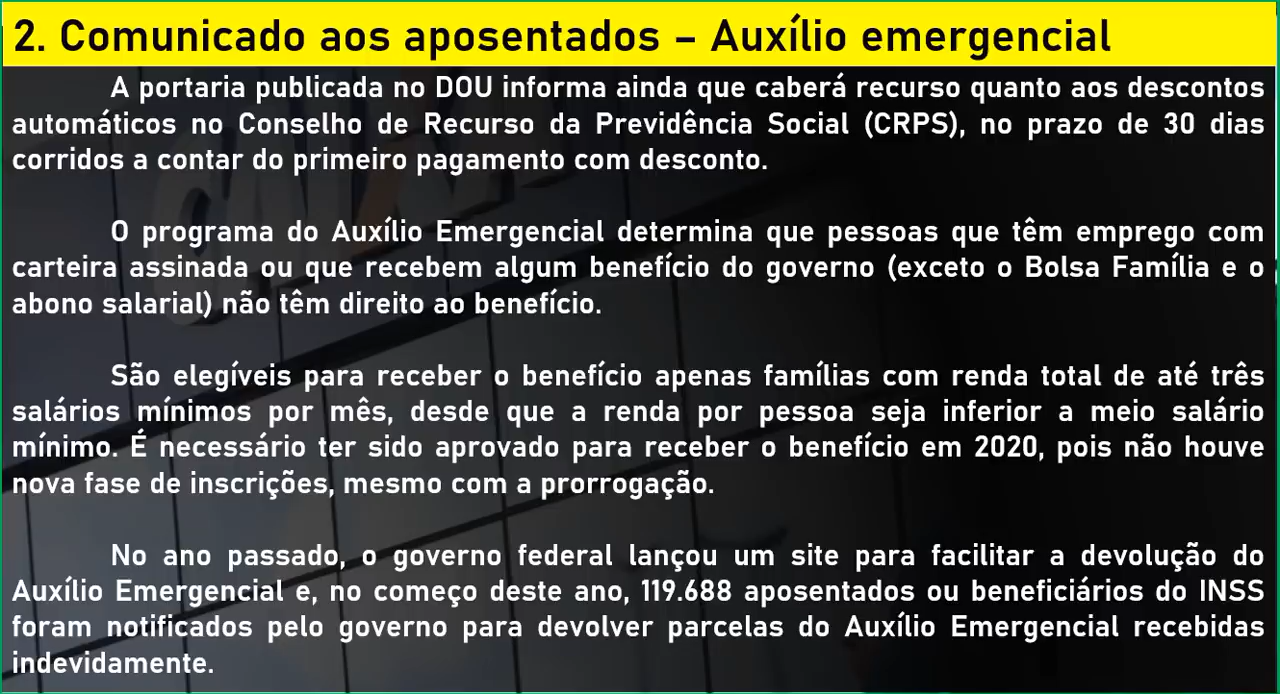 2. Comunicado aos aposentados – Auxílio emergencial
A portaria publicada no DOU informa ainda que caberá recurso quanto aos descontos
automáticos no Conselho de Recurso da Previdência Social (CRPS), no prazo de 30 dias
corridos a contar do primeiro pagamento com desconto.
O programa do Auxílio Emergencial determina que pessoas que têm emprego com
carteira assinada ou que recebem algum benefício do governo (exceto o Bolsa Família e o
abono salarial) não têm direito ao benefício.
São elegíveis para receber o benefício apenas famílias com renda total de até três
salários mínimos por mês, desde que a renda por pessoa seja inferior a meio salário
mínimo. É necessário ter sido aprovado para receber o benefício em 2020, pois não houve
nova fase de inscrições, mesmo com a prorrogação.
No ano passado, o governo federal lançou um site para facilitar a devolução do
Auxílio Emergencial e, no começo deste ano, 119.688 aposentados ou beneficiários do INSS
foram notificados pelo governo para devolver parcelas do Auxílio Emergencial recebidas
indevidamente.